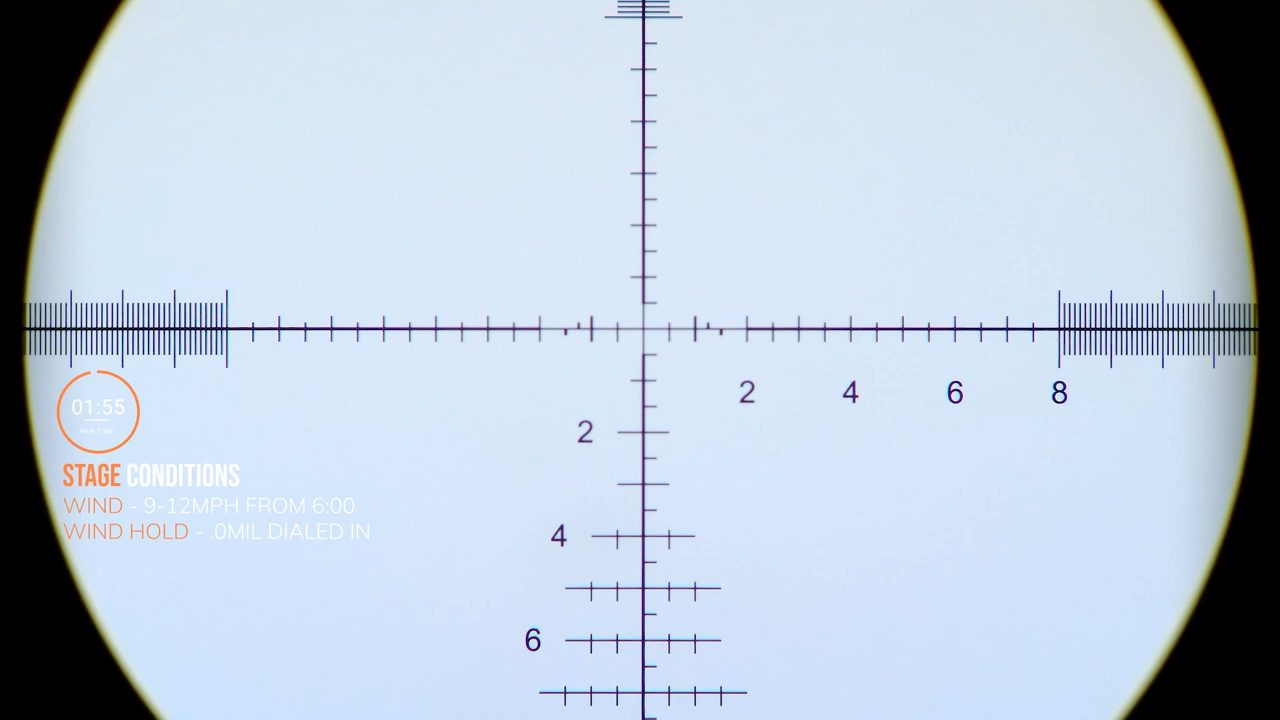 2 4 6 8
01:55
PAR TIME
2
STAGE CONDITIONS
WIND - 9-12MPH FROM 6:00
WIND HOLD - .0MIL DIALED IN
4
6